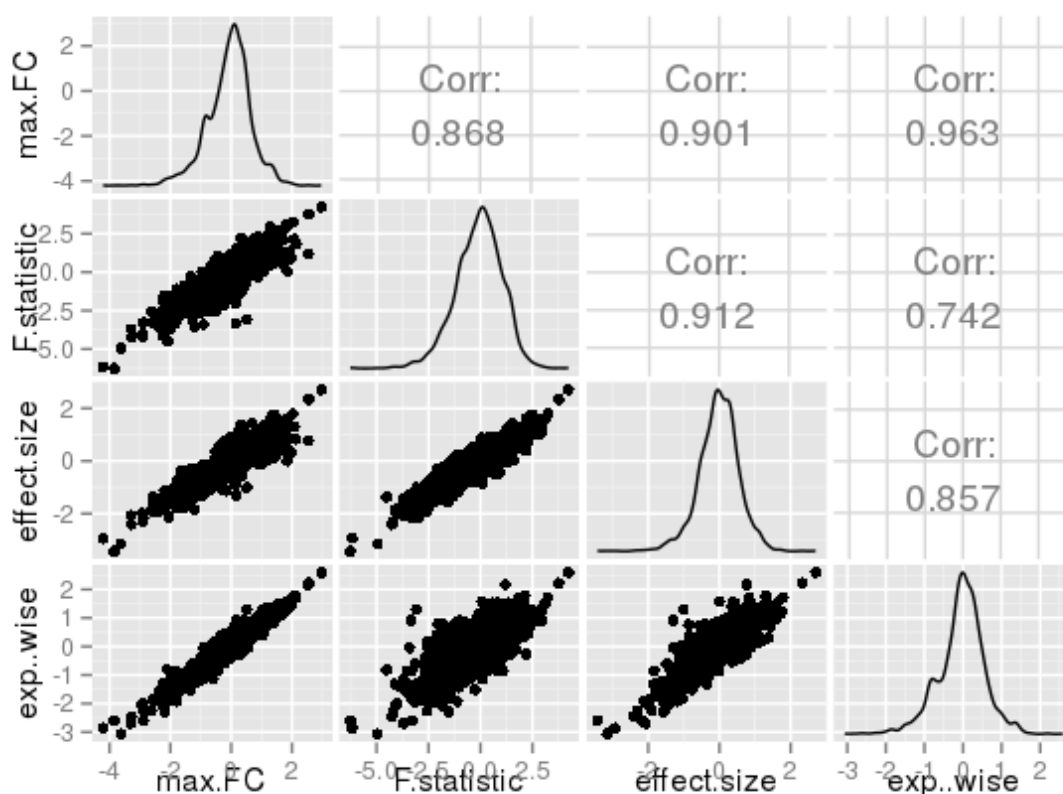 max.FC
2
0
-2
-4
Corr:
0.868
Corr:
0.901
Corr:
0.963
F.statistic
2.5
0.0
-2.5
-5.0
Corr:
0.912
Corr:
0.742
effect.size
2
0
-2
Corr:
0.857
exp..wise
2
1
0
-1
-2
-3
-4 -2 0 2
-5.0 -2.5 0.0 2.5
-2 0 2
-3 -2 -1 0 1 2
max.FC F.statistic effect.size exp..wise